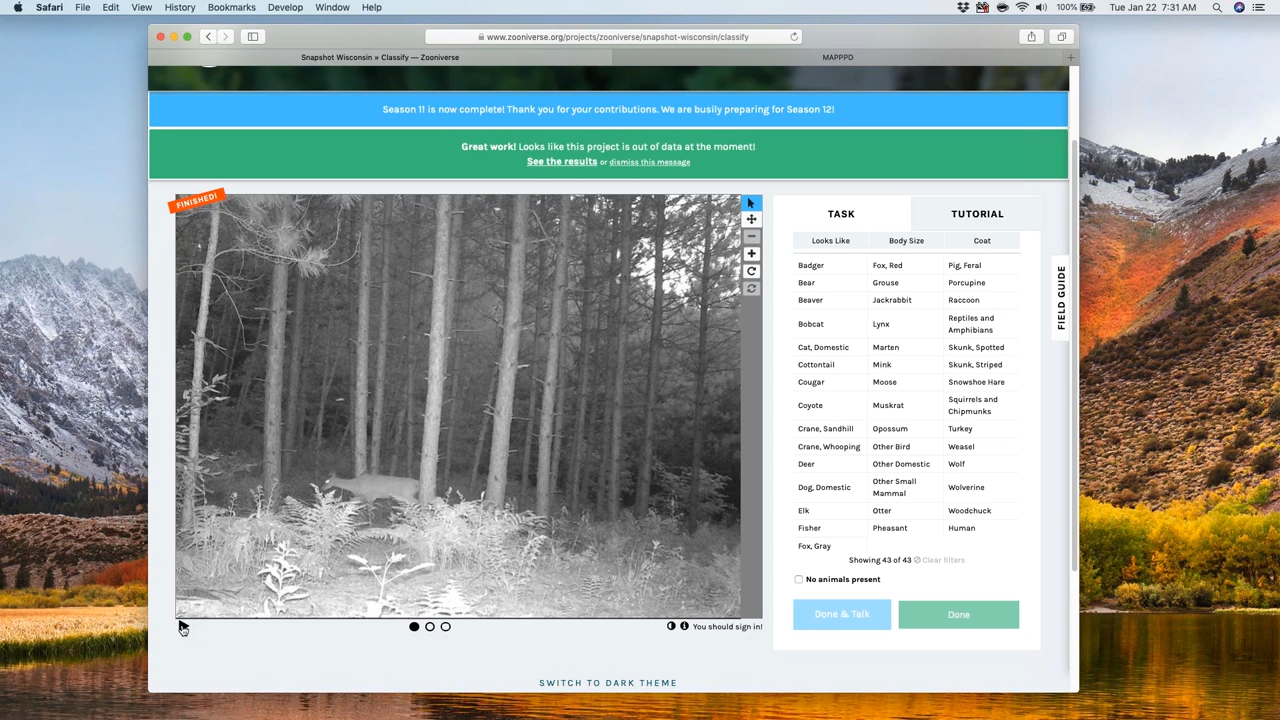 Safari File Edit View History Bookmarks Develop Window Help 100% Tue Jan 22 7:31 AM
www.zooniverse.org/projects/zooniverse/snapshot-wisconsin/classify
Snapshot Wisconsin » Classify — Zooniverse MAPPPD
Season 11 is now complete! Thank you for your contributions. We are busily preparing for Season 12!
Great work! Looks like this project is out of data at the moment!
See the results or dismiss this message
FINISHED!
TASK TUTORIAL
Looks Like Body Size Coat
Badger Fox, Red Pig, Feral
Bear Grouse Porcupine
Beaver Jackrabbit Raccoon
Bobcat Lynx Reptiles and
Amphibians
Cat, Domestic Marten Skunk, Spotted
Cottontail Mink Skunk, Striped
Cougar Moose Snowshoe Hare
Coyote Muskrat Squirrels and
Chipmunks
Crane, Sandhill Opossum Turkey
Crane, Whooping Other Bird Weasel
Deer Other Domestic Wolf
Dog, Domestic Other Small
Mammal Wolverine
Elk Otter Woodchuck
Fisher Pheasant Human
Fox, Gray
Showing 43 of 43 Clear filters
No animals present
Done & Talk Done
FIELD GUIDE
You should sign in!
SWITCH TO DARK THEME